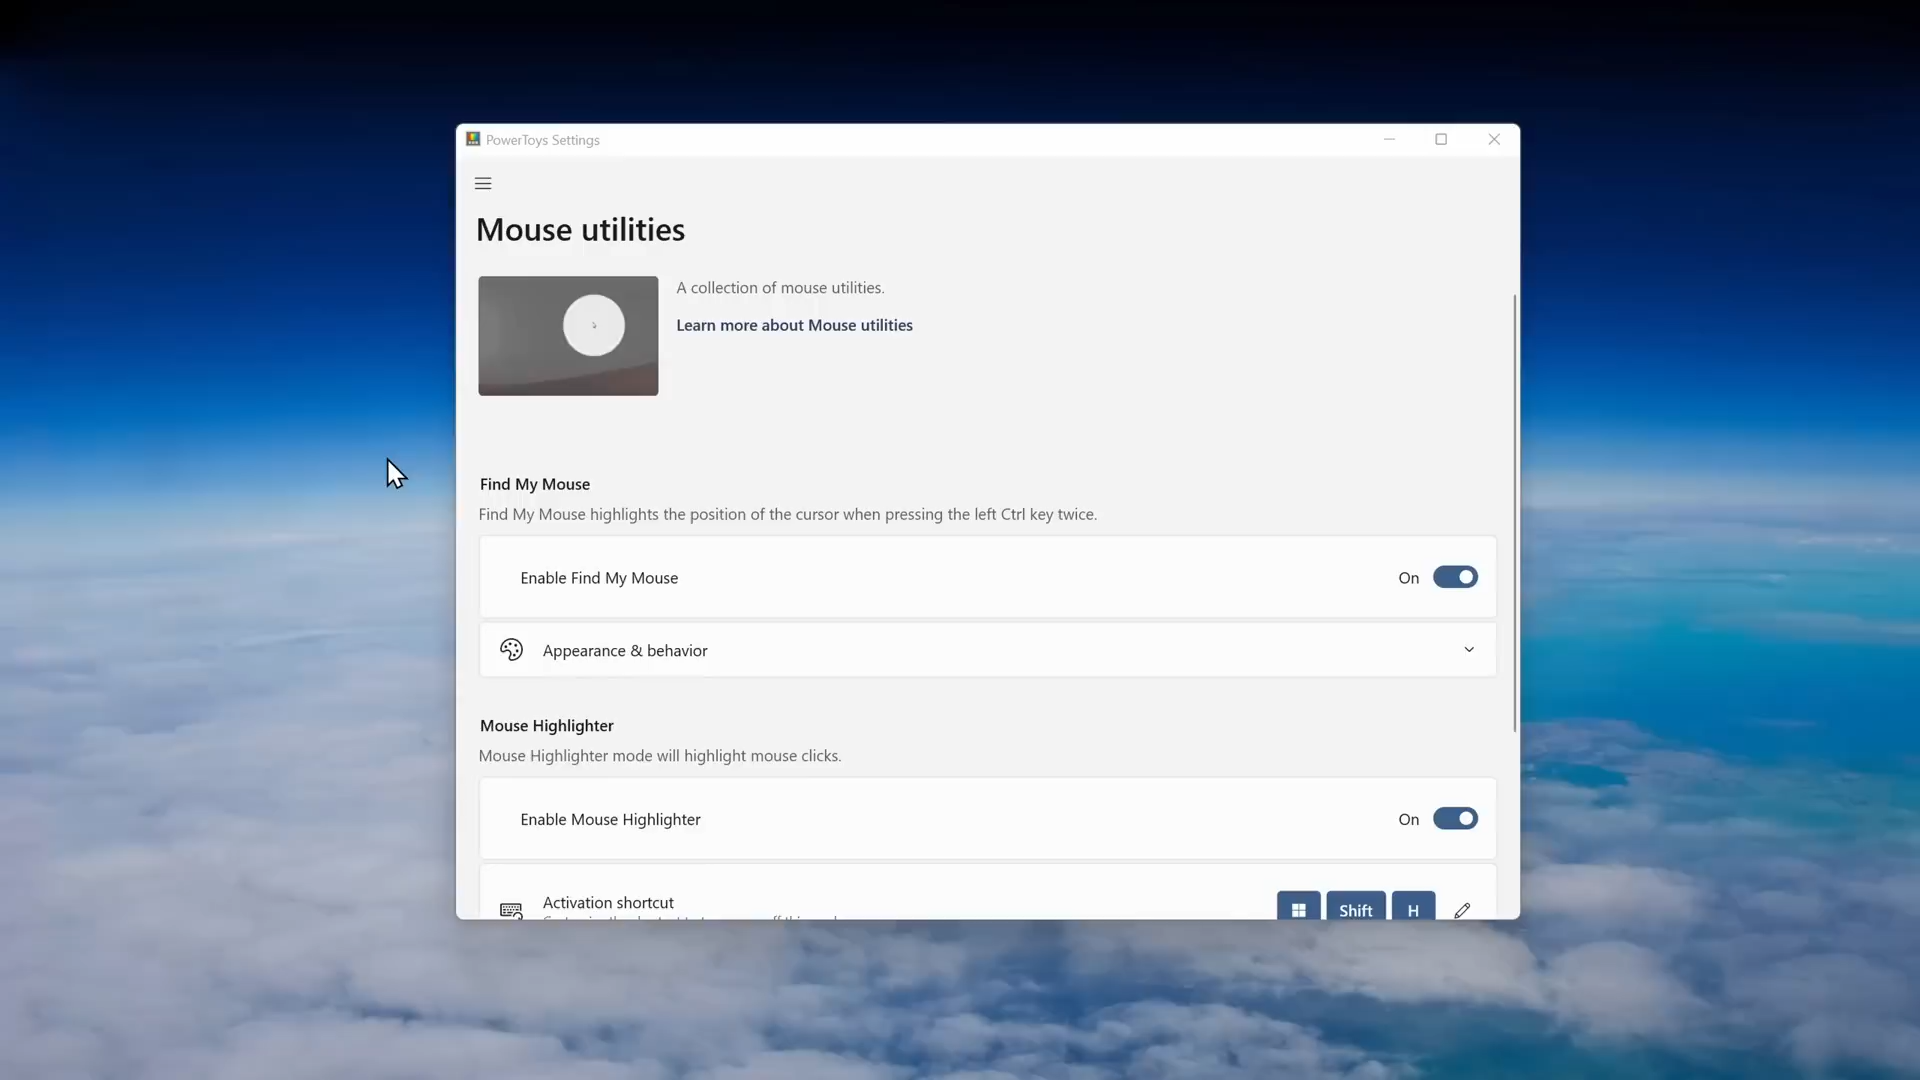 PowerToys Settings
Mouse utilities
A collection of mouse utilities.
Learn more about Mouse utilities
Find My Mouse
Find My Mouse highlights the position of the cursor when pressing the left Ctrl key twice.
Enable Find My Mouse On
Appearance & behavior
Mouse Highlighter
Mouse Highlighter mode will highlight mouse clicks.
Enable Mouse Highlighter On
Activation shortcut Shift H